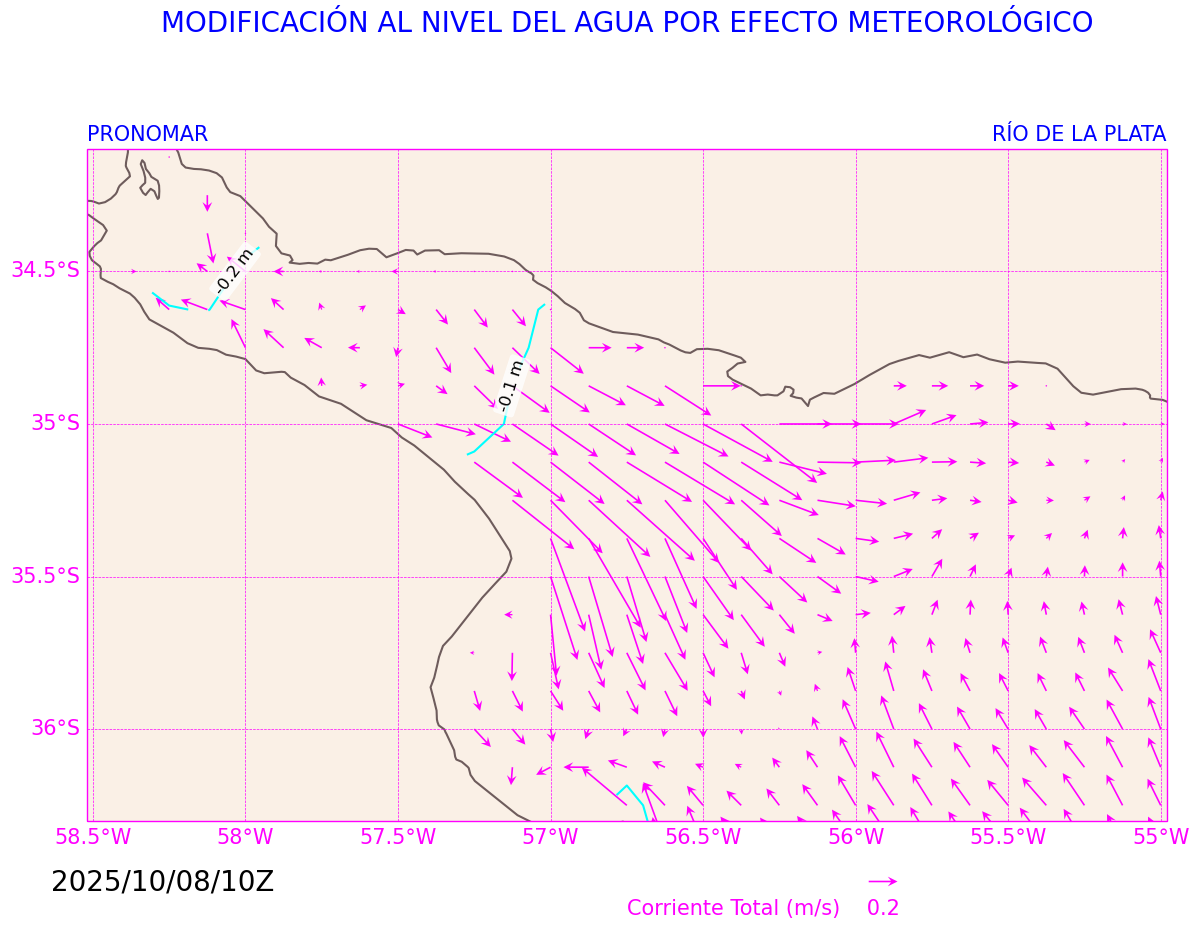 MODIFICACIÓN AL NIVEL DEL AGUA POR EFECTO METEOROLÓGICO
PRONOMAR
RÍO DE LA PLATA
-0.2 m
34.5°S
-0.1 m
35°S
35.5°S
36°S
58.5°W
58°W
57.5°W
57°W
56.5°W
56°W
55.5°W
55°W
2025/10/08/10Z
Corriente Total (m/s)
0.2